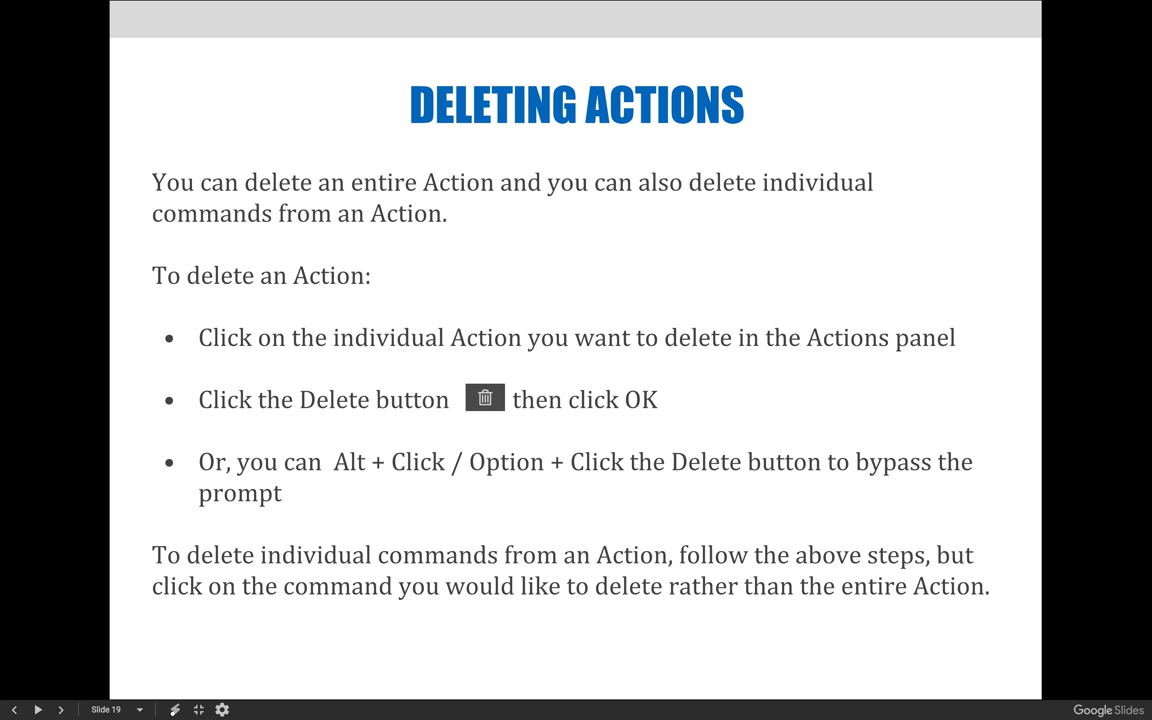 DELETING ACTIONS
You can delete an entire Action and you can also delete individual
commands from an Action.
To delete an Action:
• Click on the individual Action you want to delete in the Actions panel
• Click the Delete button then click OK
• Or, you can  Alt + Click / Option + Click the Delete button to bypass the
prompt
To delete individual commands from an Action, follow the above steps, but
click on the command you would like to delete rather than the entire Action.
Slide 19
Google Slides